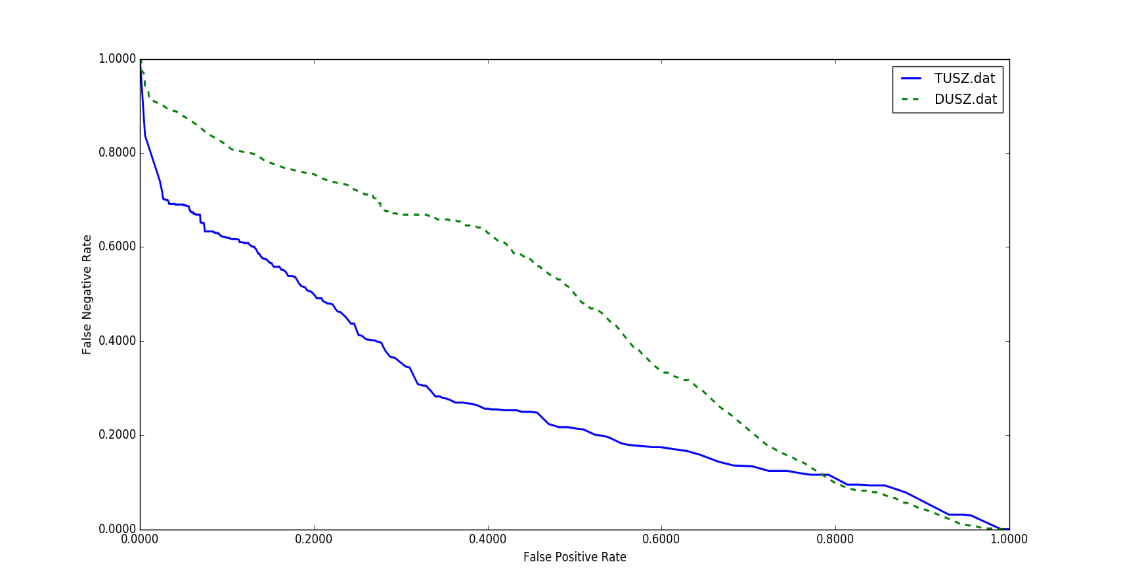 1.0000
0.8000
0.6000
0.4000
0.2000
0.0000
False Negative Rate
TUSZ.dat
DUSZ.dat
0.0000 0.2000 0.4000 0.6000 0.8000 1.0000
False Positive Rate